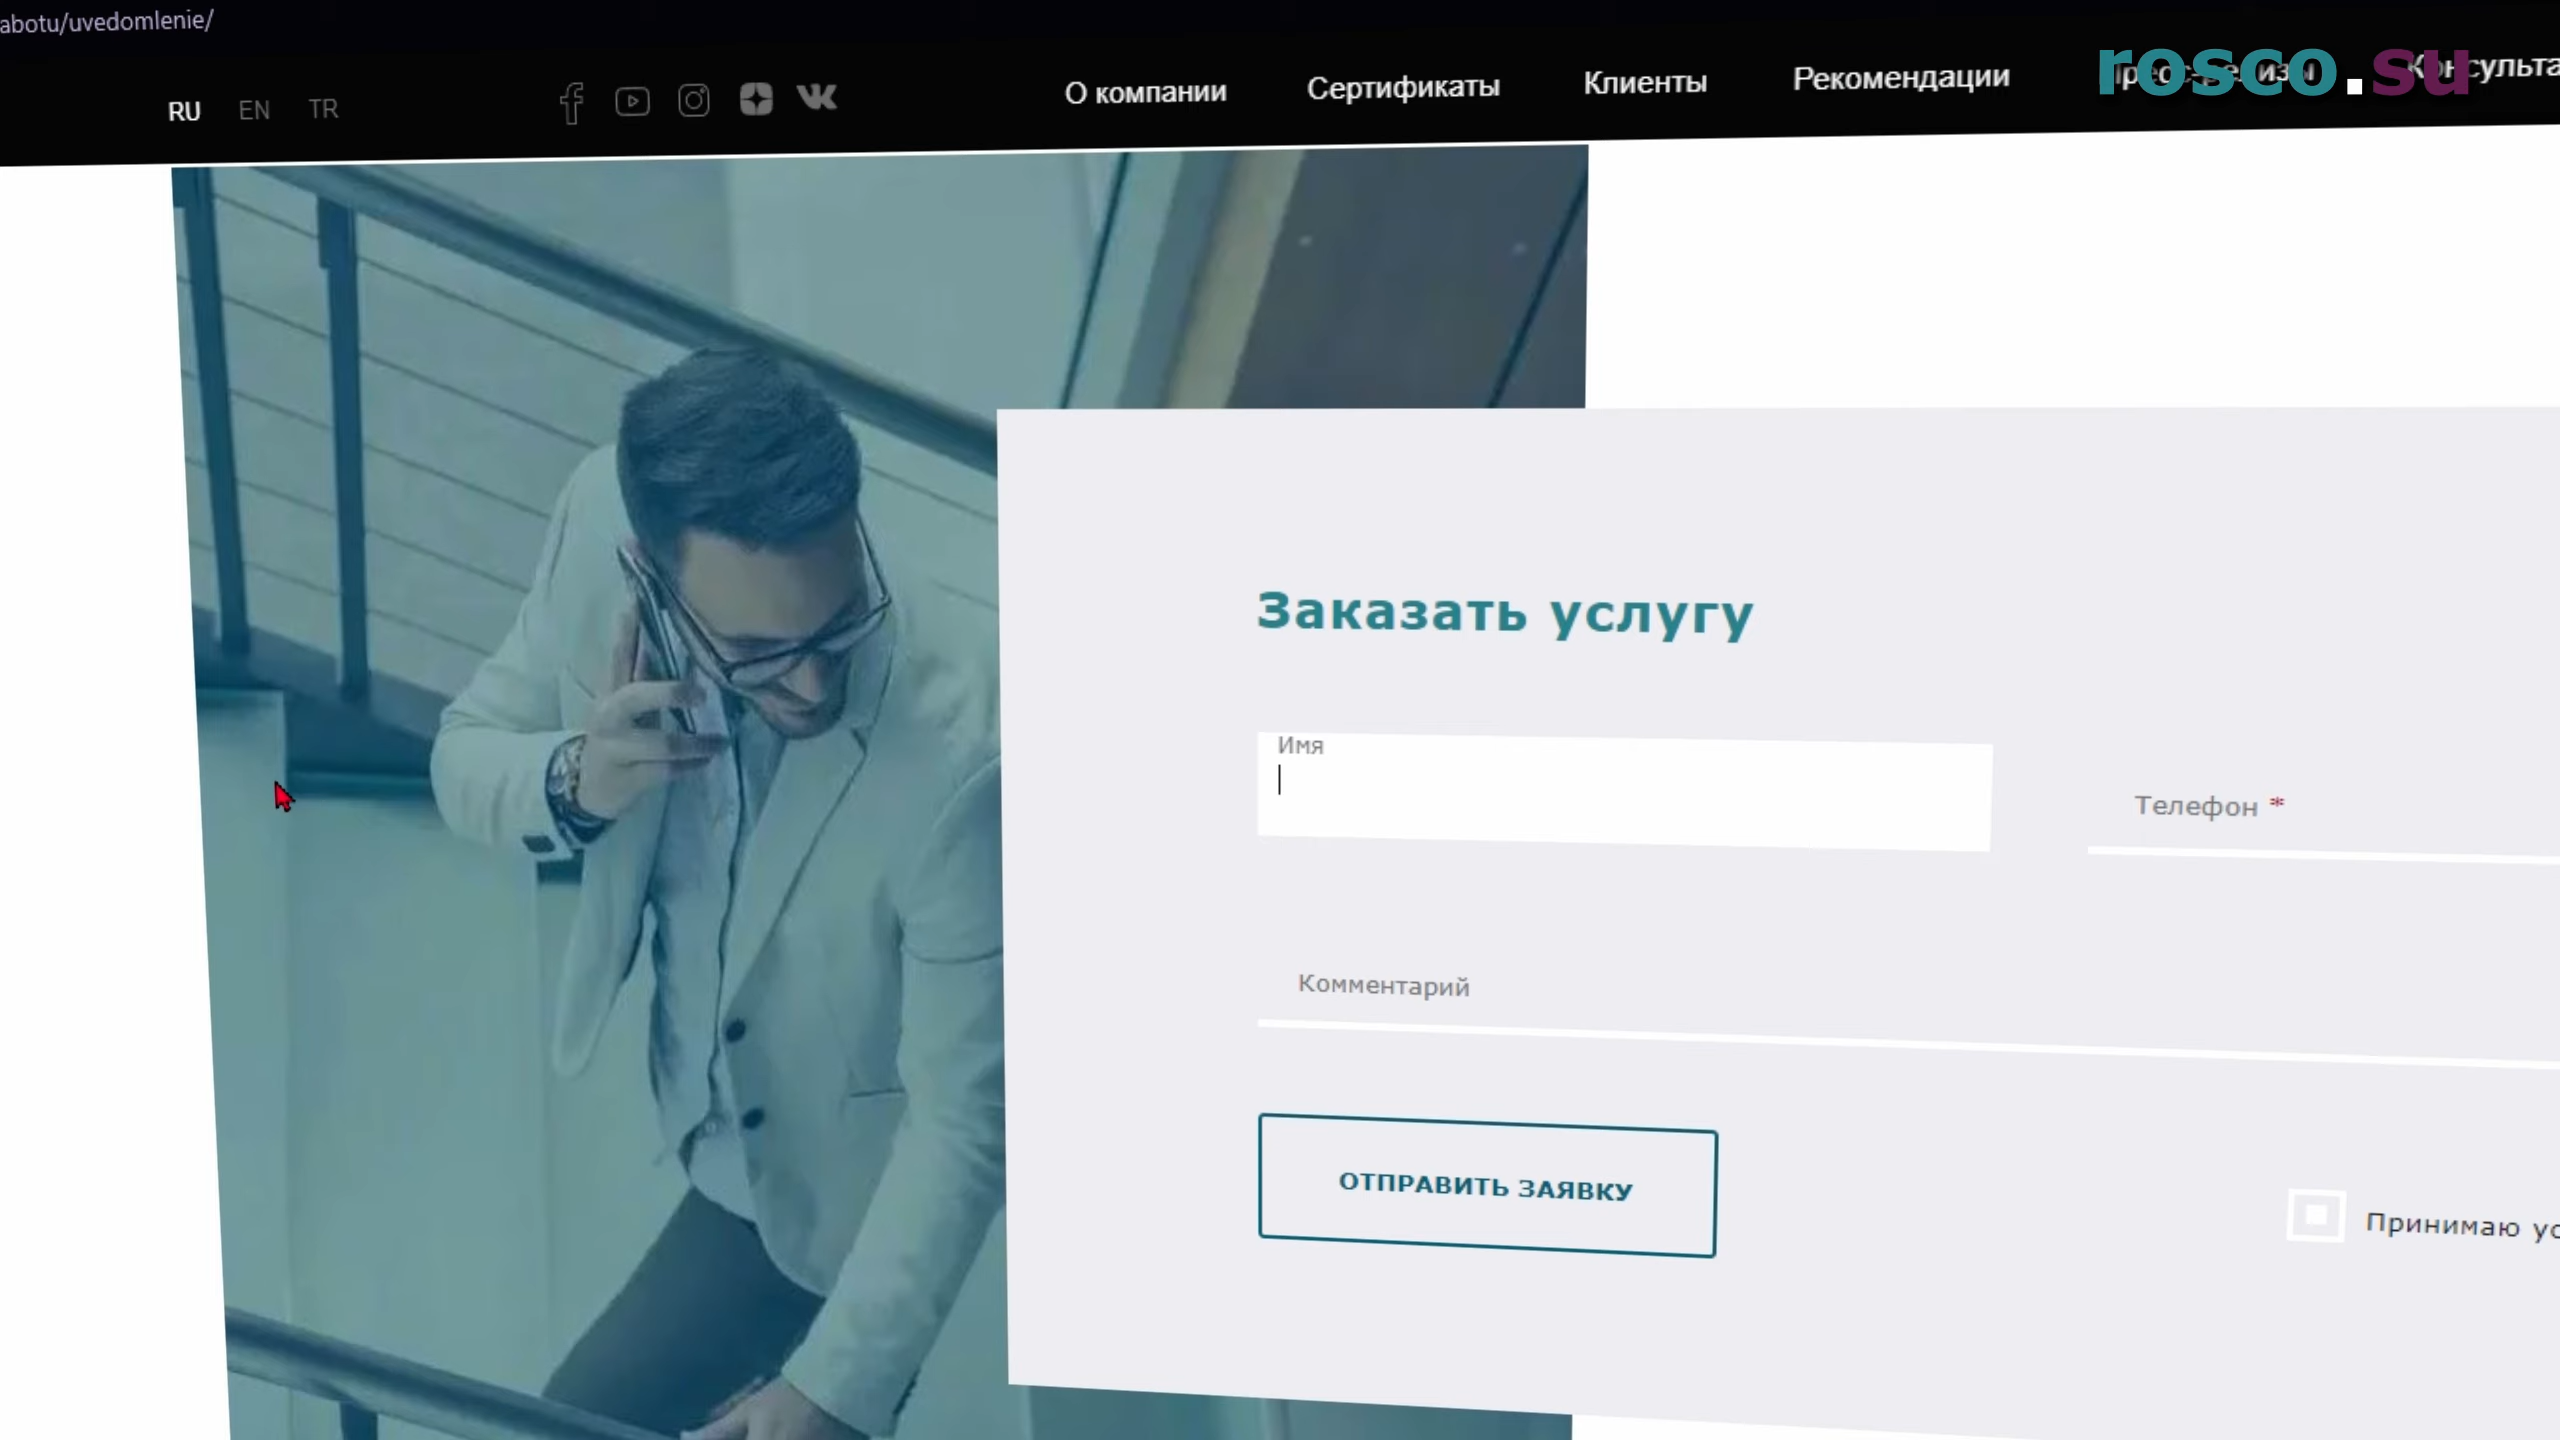 abotu/uvedomlenie/
RU EN TR
О компании Сертификаты Клиенты Рекомендации
rosco.su
Заказать услугу
Имя
Телефон *
Комментарий
ОТПРАВИТЬ ЗАЯВКУ
Принимаю